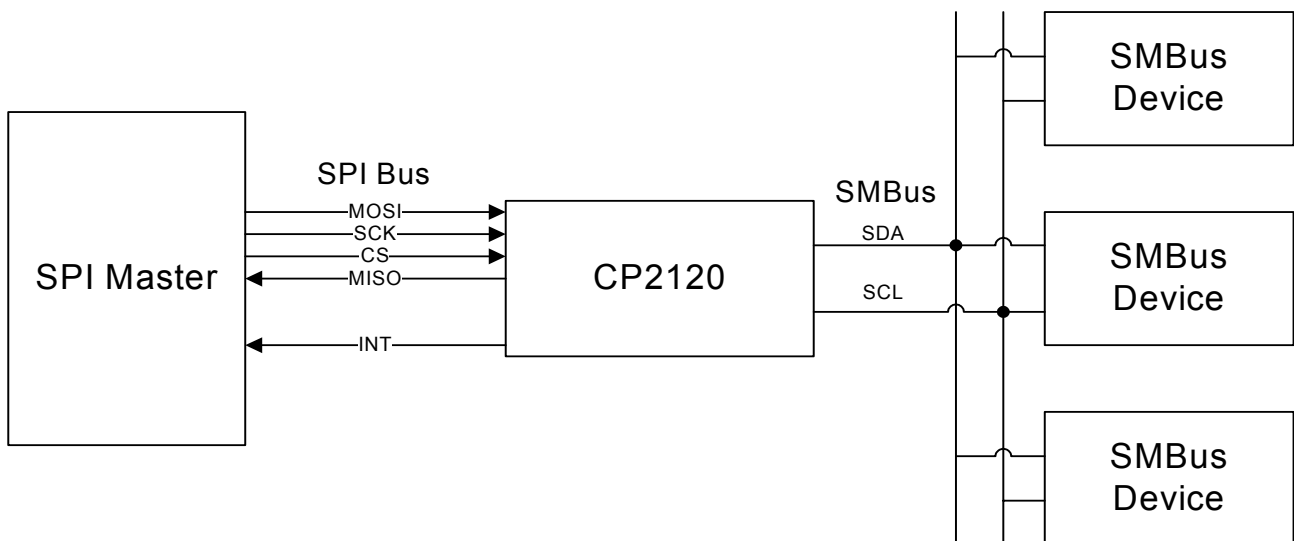 SPI Master
SPI Bus
MOSI
SCK
CS
MISO
INT
CP2120
SMBus
SDA
SCL
SMBus
Device
SMBus
Device
SMBus
Device